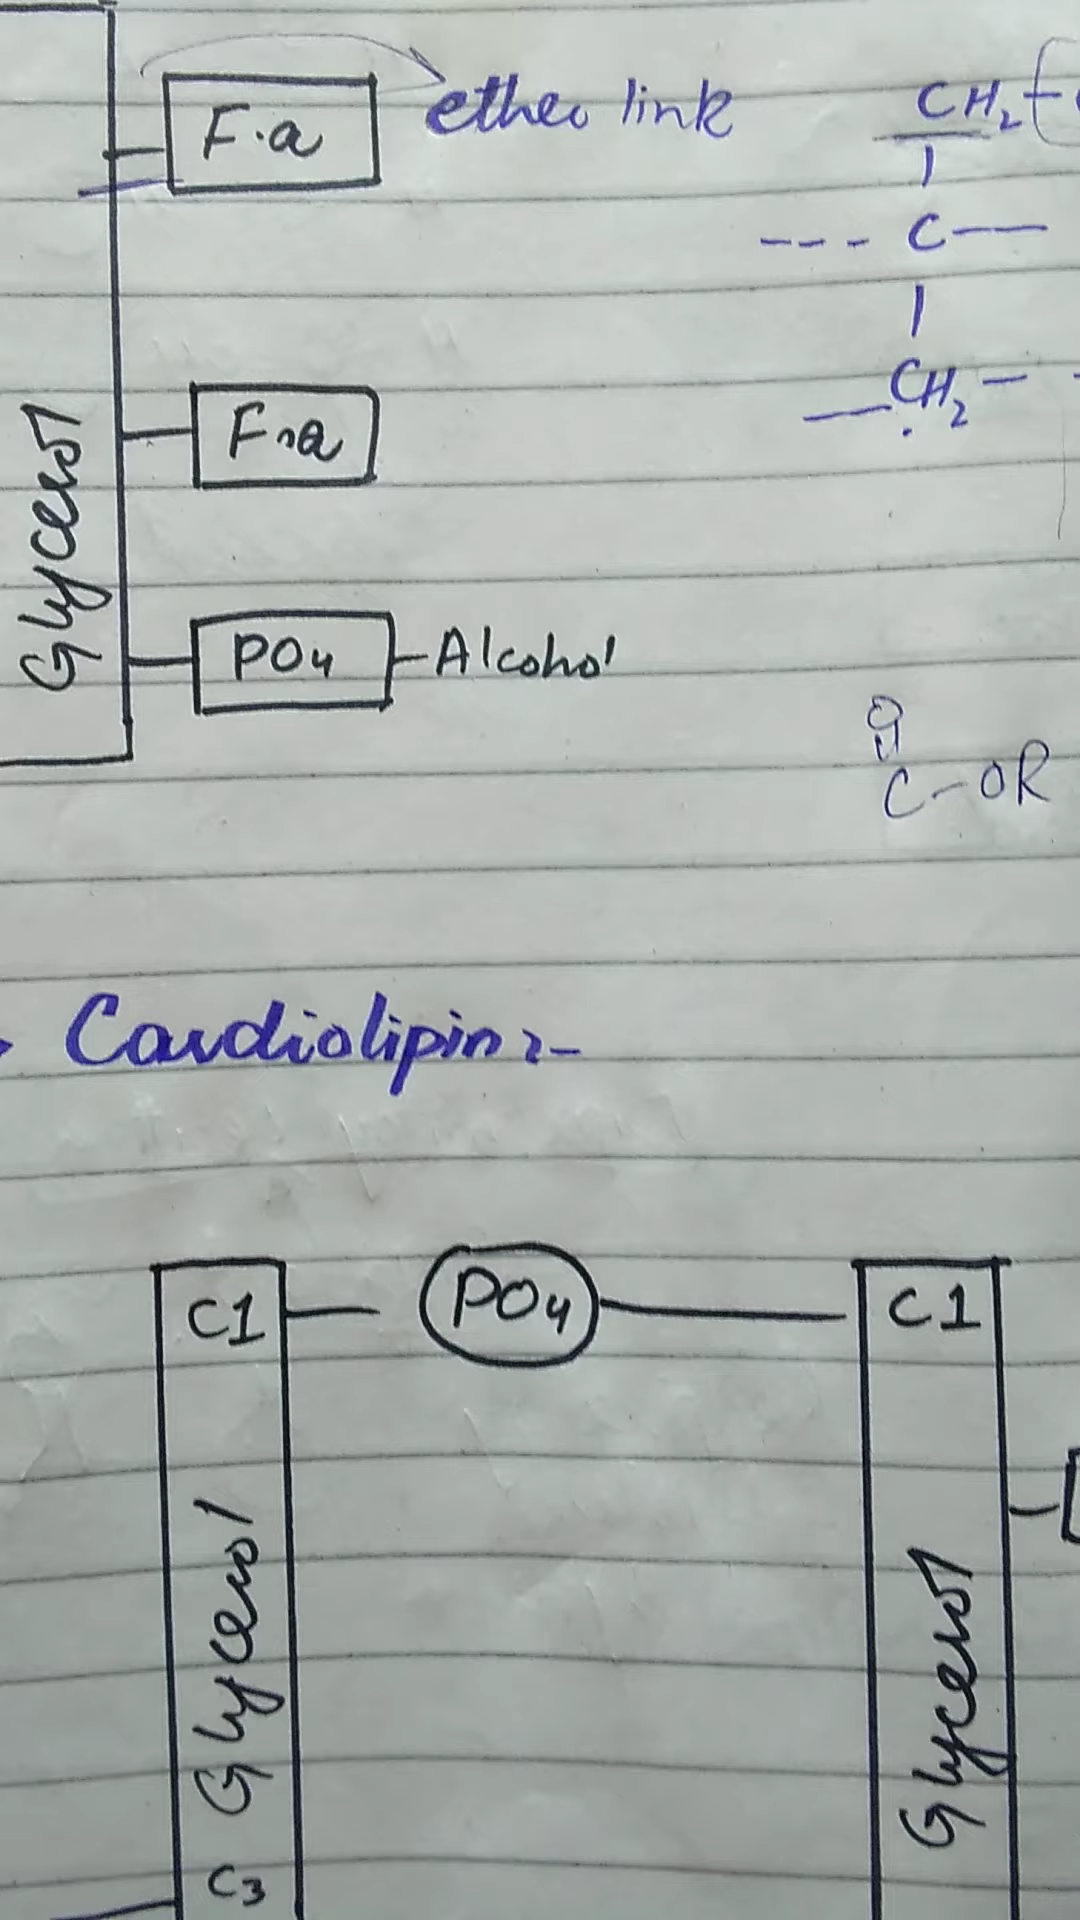 F.a ether link
CH2
C
F.a
CH2
Glycerol
PO4 - Alcohol
O
C-OR
Cardiolipin :-
C1 PO4 C1
Glycerol Glycerol
C3